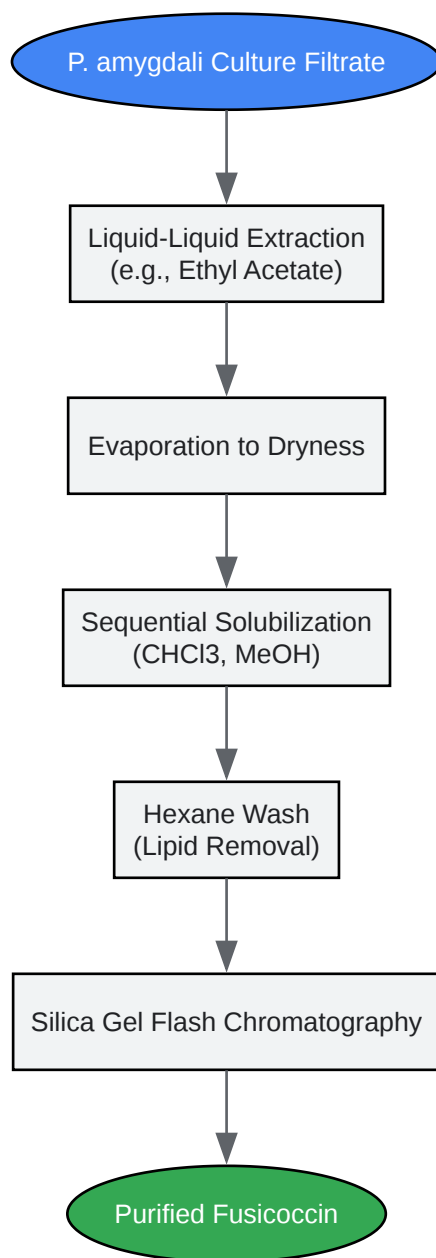 P. amygdali Culture Filtrate
Liquid-Liquid Extraction
(e.g., Ethyl Acetate)
Evaporation to Dryness
Sequential Solubilization
(CHCl3, MeOH)
Hexane Wash
(Lipid Removal)
Silica Gel Flash Chromatography
Purified Fusicoccin